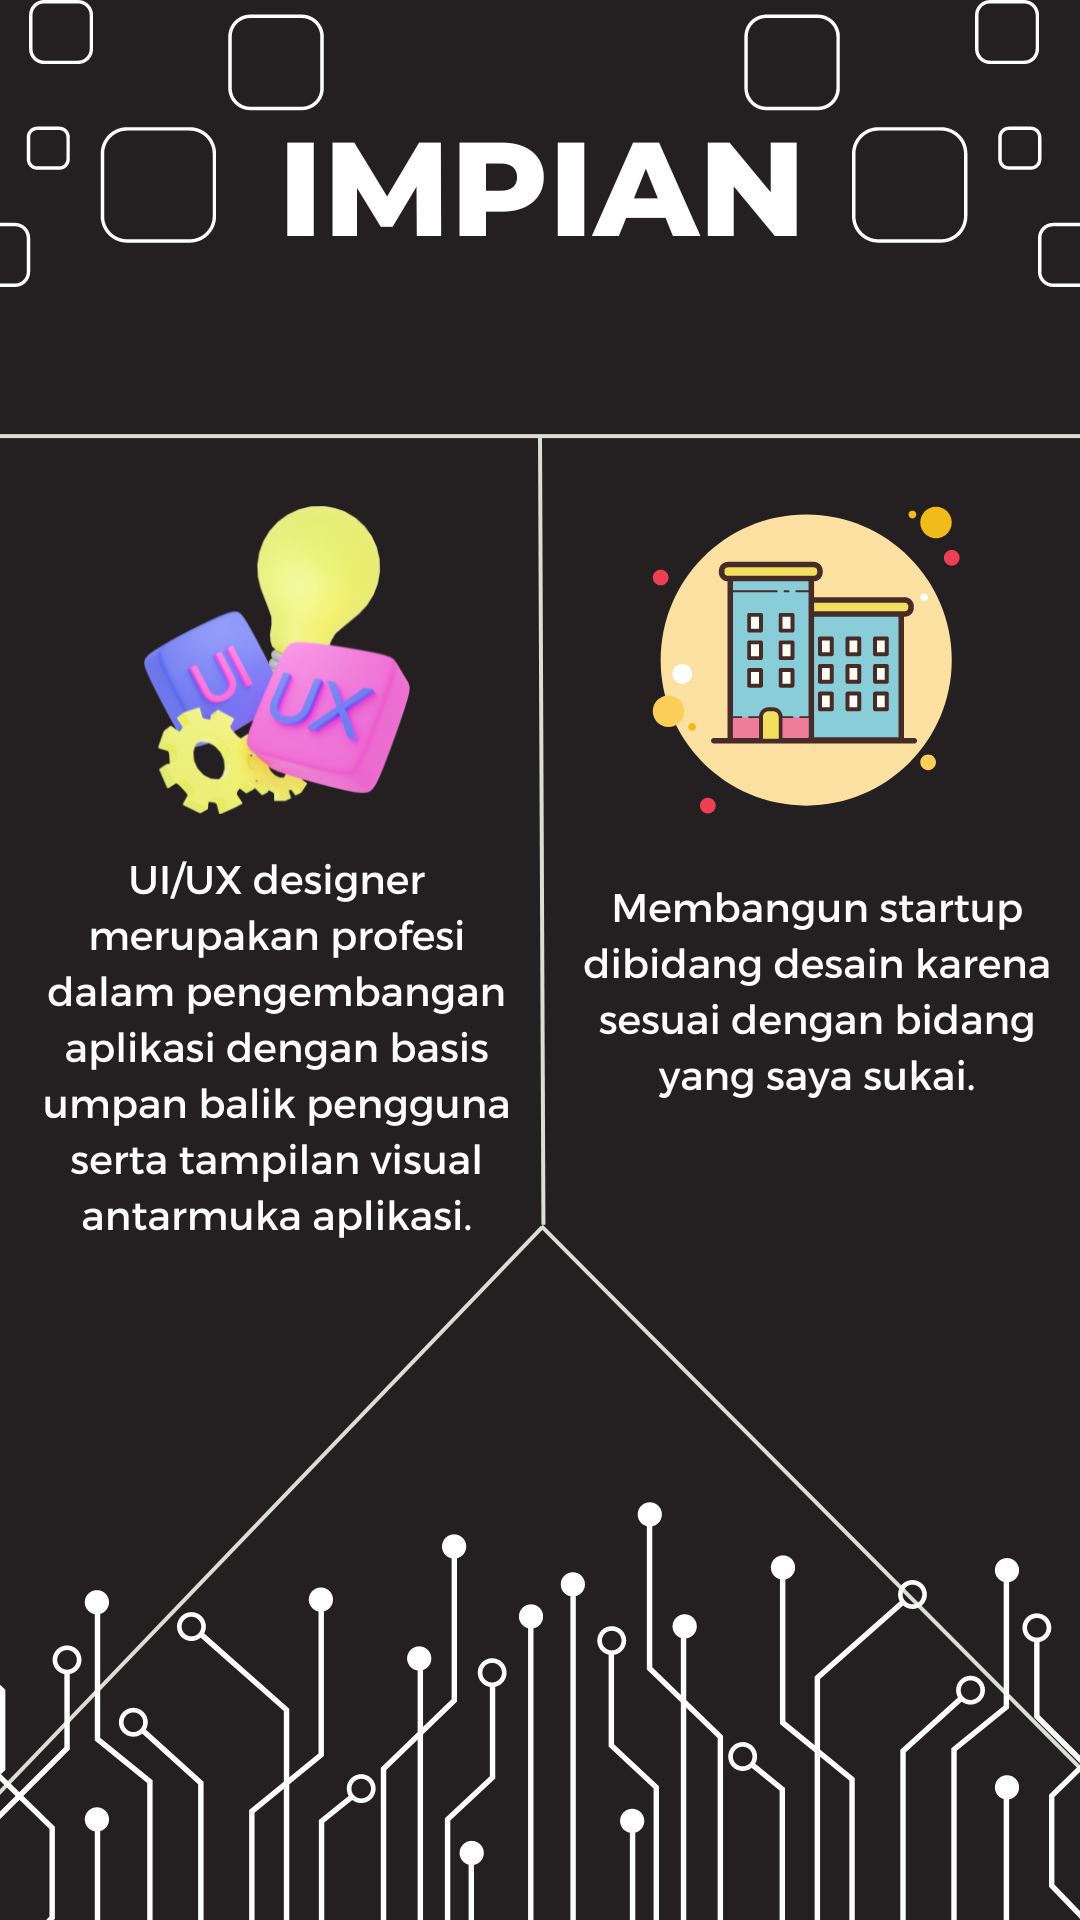 IMPIAN
UI
UX
UI/UX designer
merupakan profesi
dalam pengembangan
aplikasi dengan basis
umpan balik pengguna
serta tampilan visual
antarmuka aplikasi.
Membangun startup
dibidang desain karena
sesuai dengan bidang
yang saya sukai.